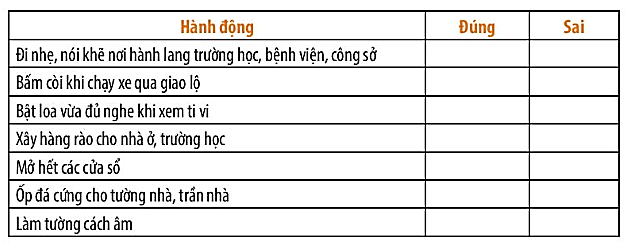 Hành động Đúng Sai
Đi nhẹ, nói khẽ nơi hành lang trường học, bệnh viện, công sở
Bấm còi khi chạy xe qua giao lộ
Bật loa vừa đủ nghe khi xem ti vi
Xây hàng rào cho nhà ở, trường học
Mở hết các cửa sổ
Ốp đá cứng cho tường nhà, trần nhà
Làm tường cách âm